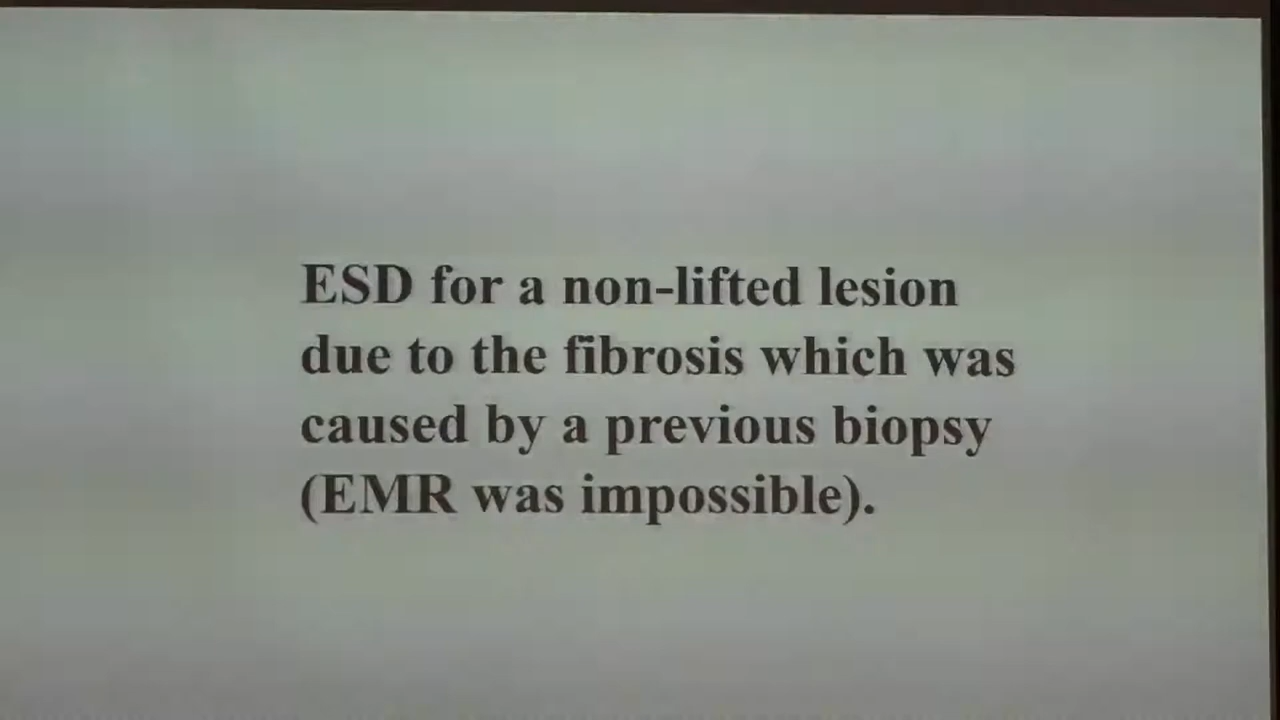 ESD for a non-lifted lesion
due to the fibrosis which was
caused by a previous biopsy
(EMR was impossible).